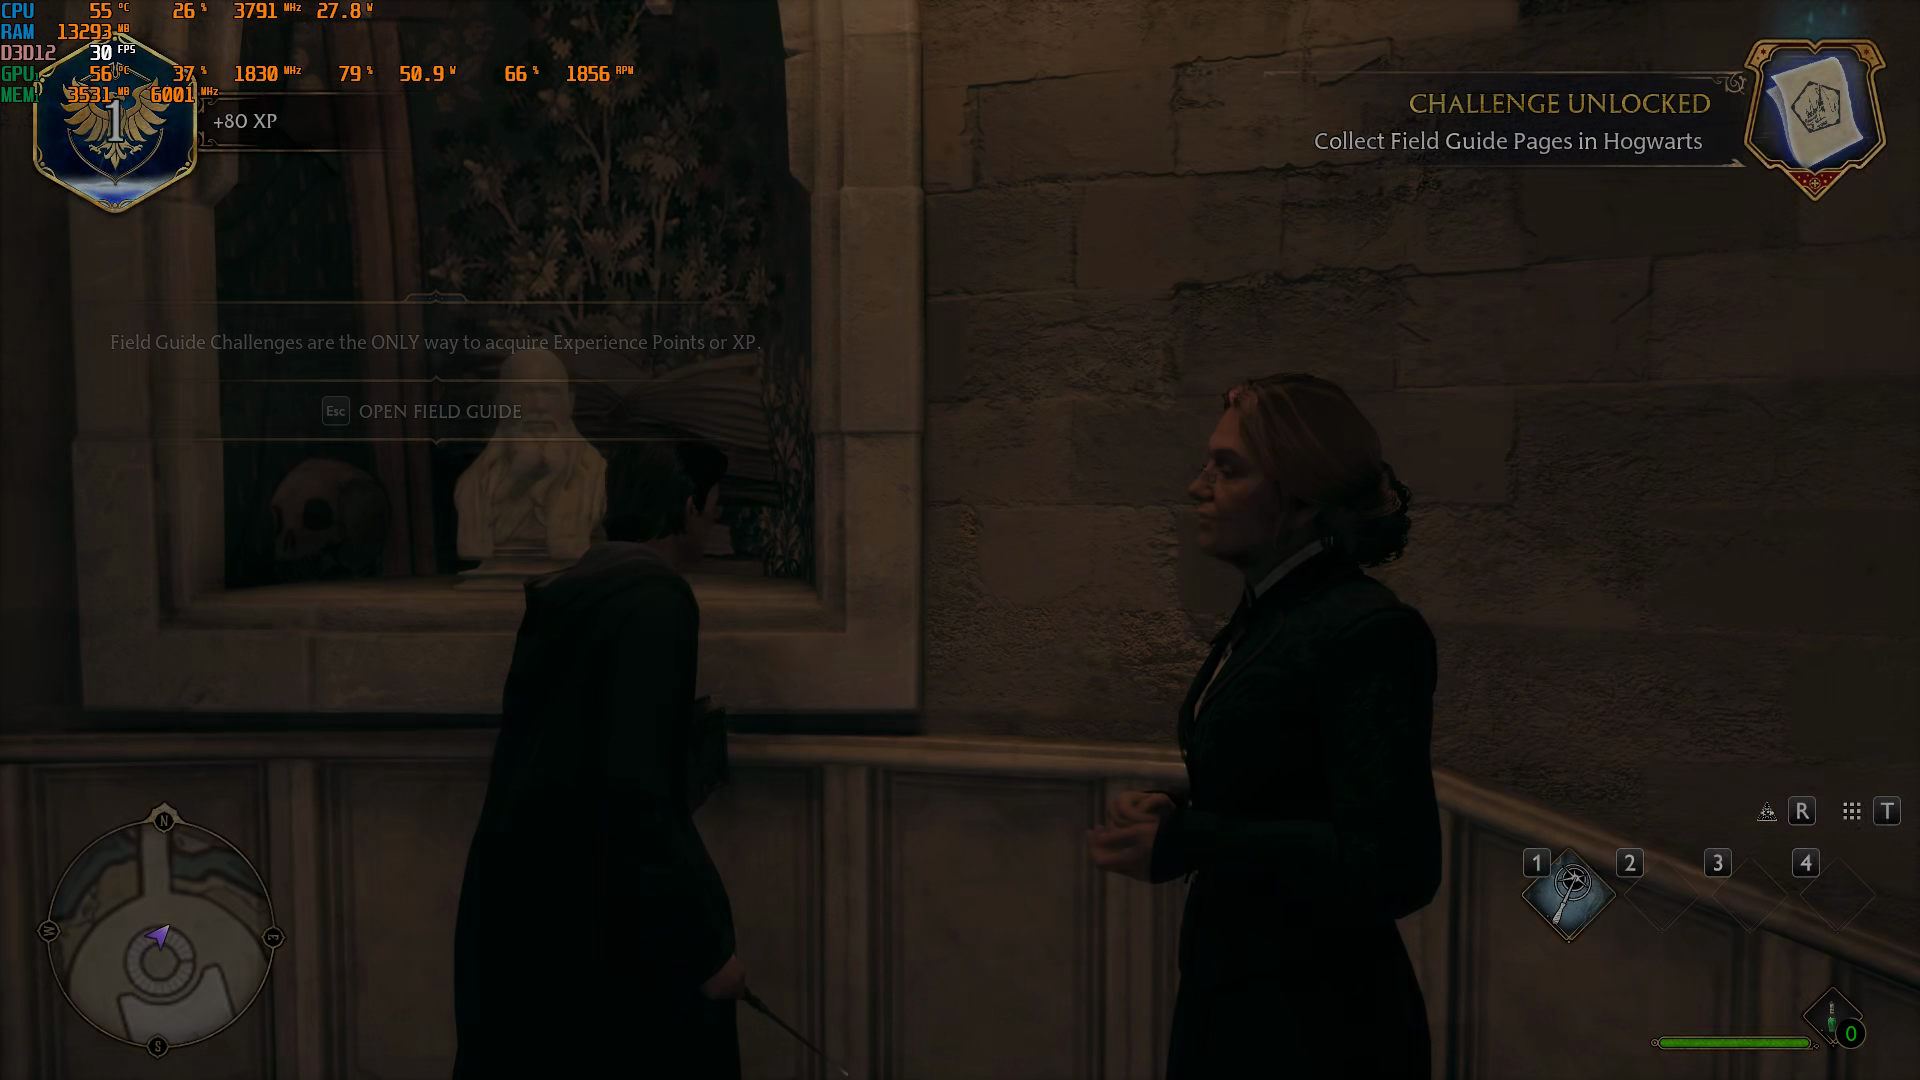 CPU 55 °C 26 % 3791 MHz 27.8 W
RAM 13293 MB
D3D12 30 FPS
GPU1 56 °C 37 % 1830 MHz 79 % 50.9 W 66 % 1856 RPM
MEM1 3531 MB 6001 MHz
1
+80 XP
CHALLENGE UNLOCKED
Collect Field Guide Pages in Hogwarts
Field Guide Challenges are the ONLY way to acquire Experience Points or XP.
Esc OPEN FIELD GUIDE
R T
1 2 3 4
N
W E
S
0